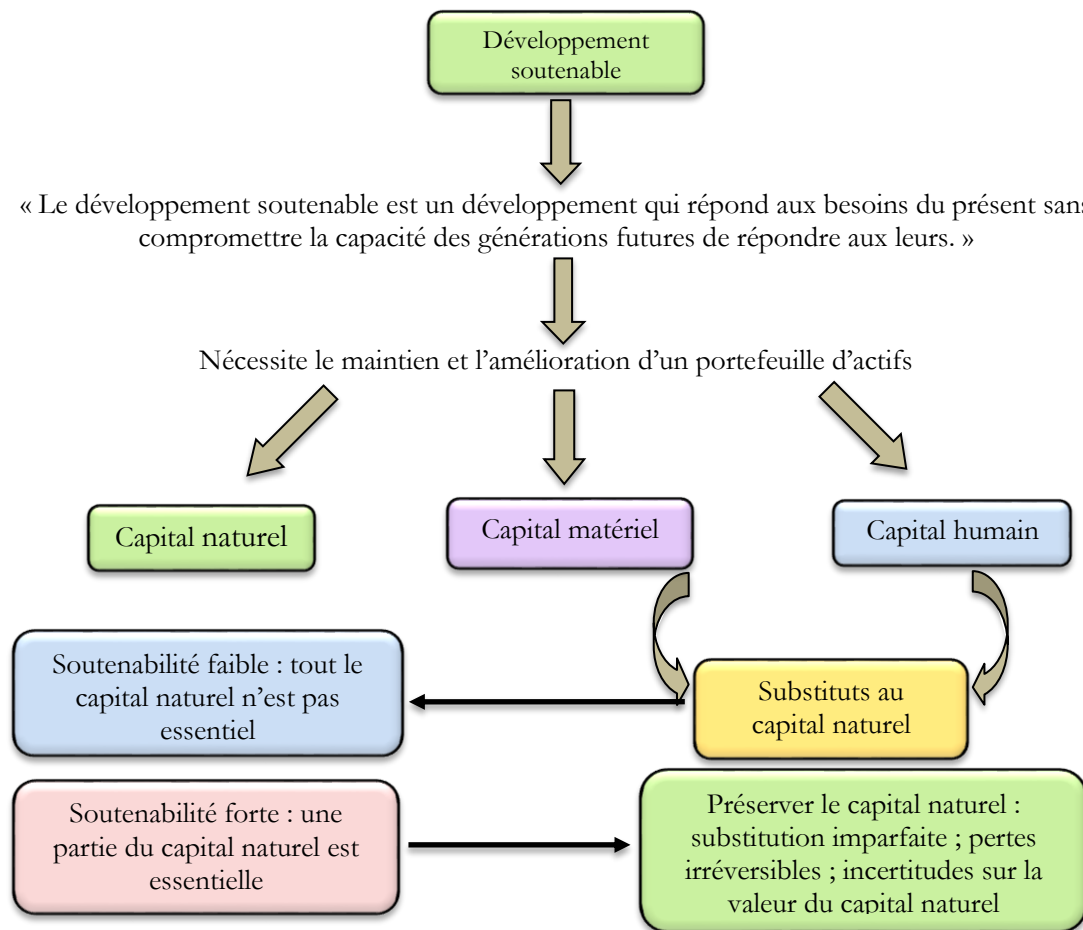 Développement
soutenable
« Le développement soutenable est un développement qui répond aux besoins du présent sans
compromettre la capacité des générations futures de répondre aux leurs. »
Nécessite le maintien et l’amélioration d’un portefeuille d’actifs
Capital naturel
Capital matériel
Capital humain
Soutenabilité faible : tout le
capital naturel n’est pas
essentiel
Substituts au
capital naturel
Soutenabilité forte : une
partie du capital naturel est
essentielle
Préserver le capital naturel :
substitution imparfaite ; pertes
irréversibles ; incertitudes sur la
valeur du capital naturel